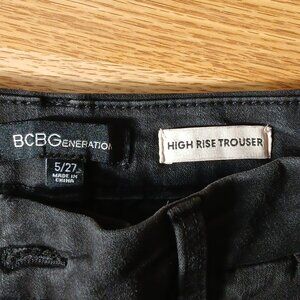 BCBGENERATION
5/27
MADE IN
CHINA
HIGH RISE TROUSER